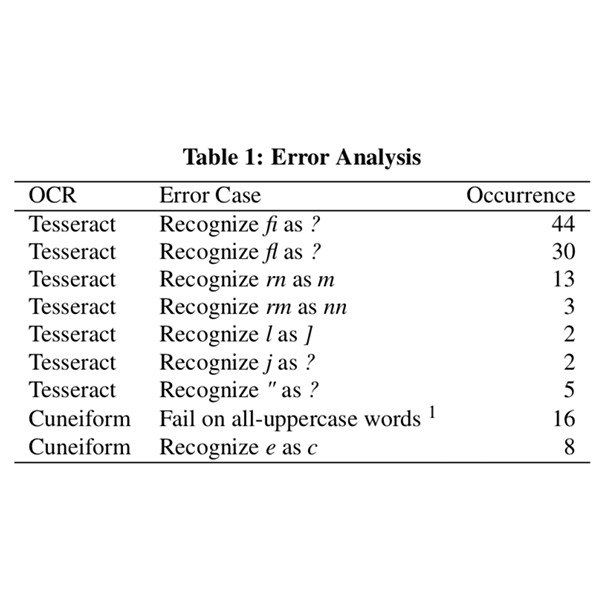 Table 1: Error Analysis
OCR Error Case Occurrence
Tesseract Recognize fi as ? 44
Tesseract Recognize fl as ? 30
Tesseract Recognize rn as m 13
Tesseract Recognize rm as nn 3
Tesseract Recognize l as ] 2
Tesseract Recognize j as ? 2
Tesseract Recognize " as ? 5
Cuneiform Fail on all-uppercase words 1 16
Cuneiform Recognize e as c 8